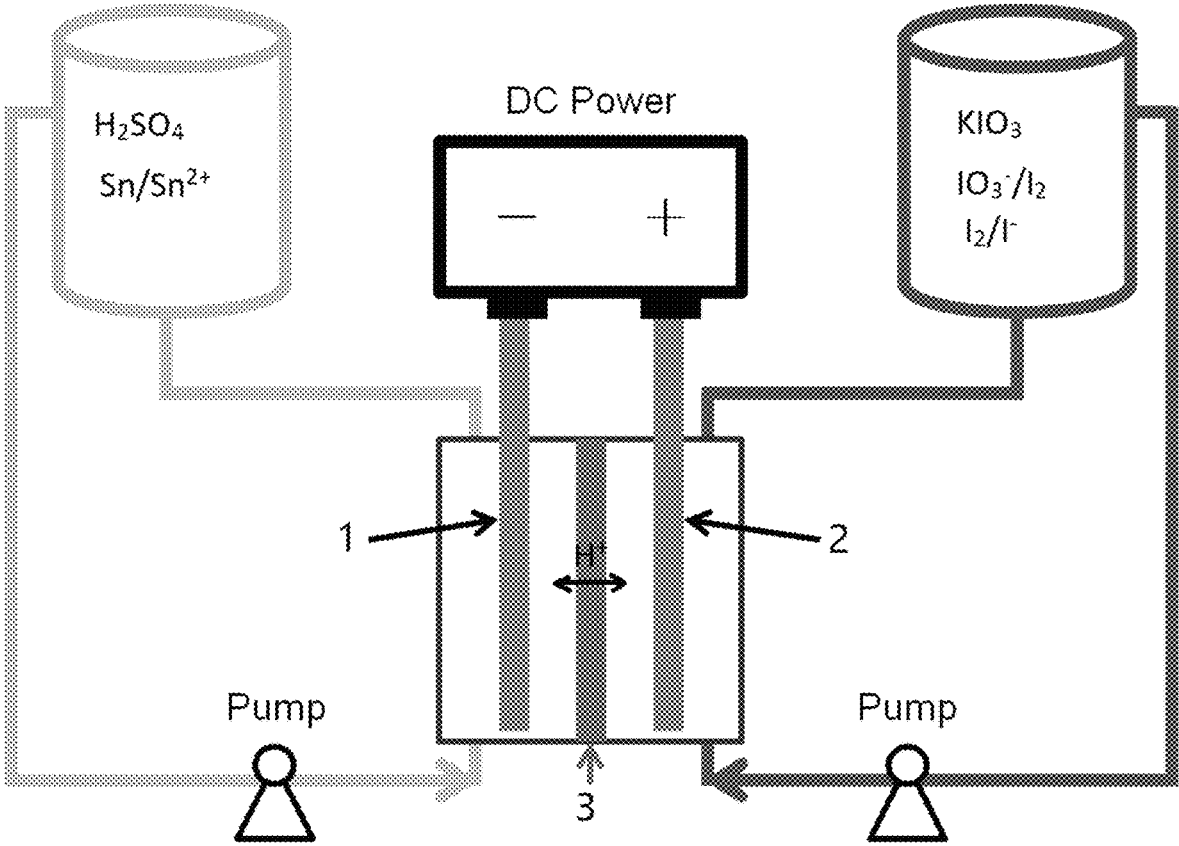 DC Power
H₂SO₄
Sn/Sn²⁺
KIO₃
IO₃⁻/I₂
I₂/I⁻
− +
1
2
H⁺
Pump
Pump
3